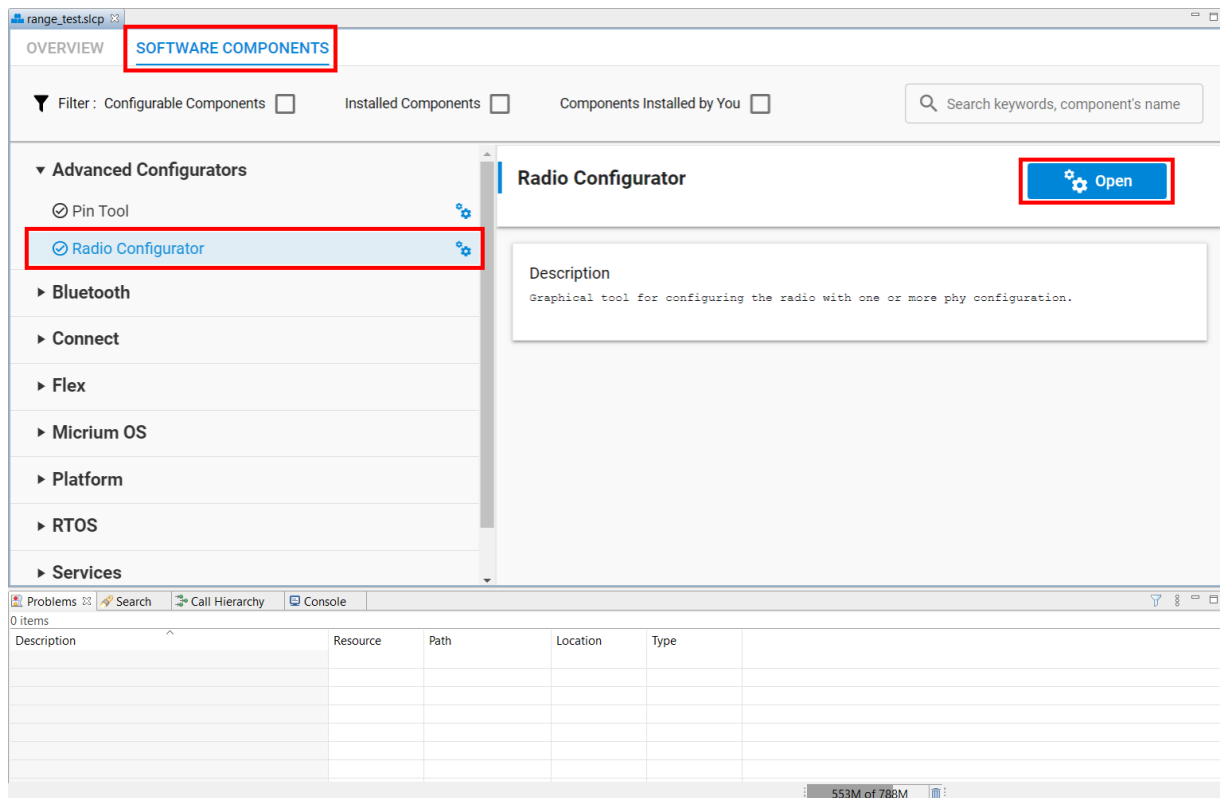 range_test.slcp
OVERVIEW SOFTWARE COMPONENTS
Filter : Configurable Components Installed Components Components Installed by You Search keywords, component's name
Advanced Configurators
Pin Tool
Radio Configurator
Bluetooth
Connect
Flex
Micrium OS
Platform
RTOS
Services
Radio Configurator
Open
Description
Graphical tool for configuring the radio with one or more phy configuration.
Problems Search Call Hierarchy Console
0 items
Description Resource Path Location Type
553M of 788M